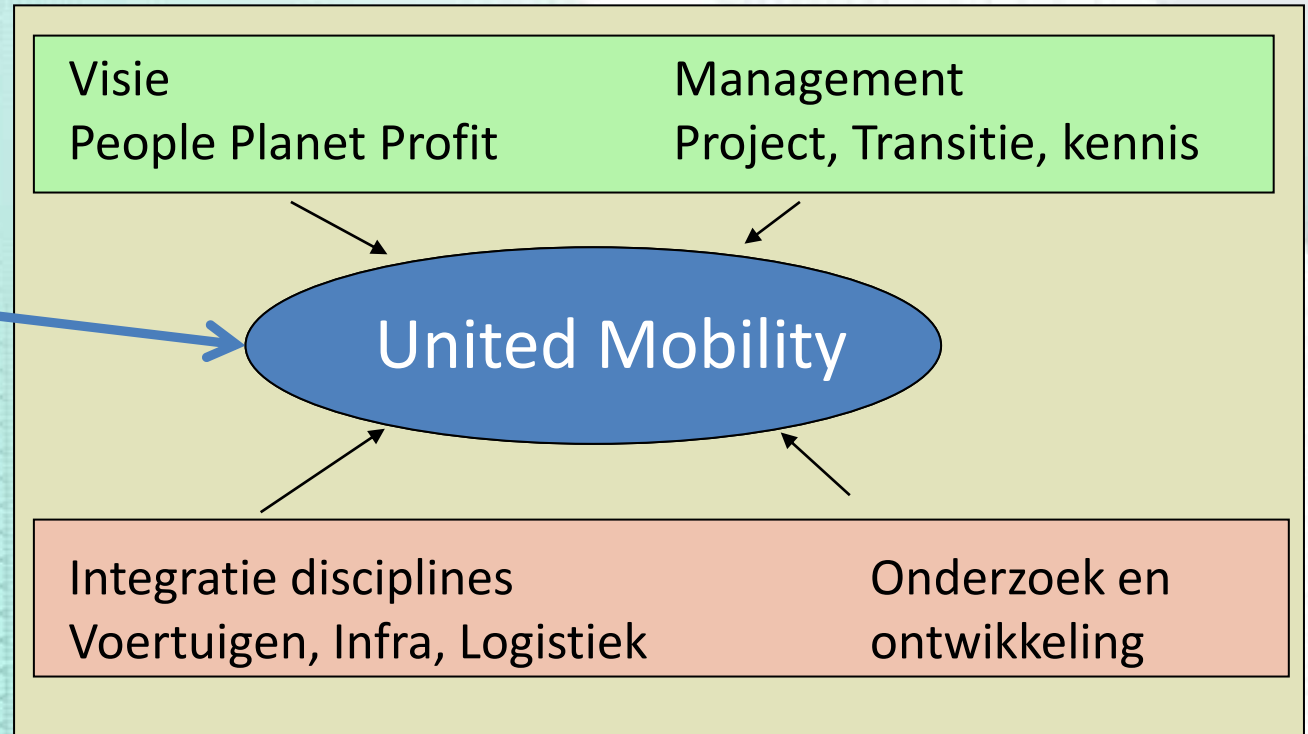 Visie
People Planet Profit
Management
Project, Transitie, kennis
United Mobility
Integratie disciplines
Voertuigen, Infra, Logistiek
Onderzoek en
ontwikkeling